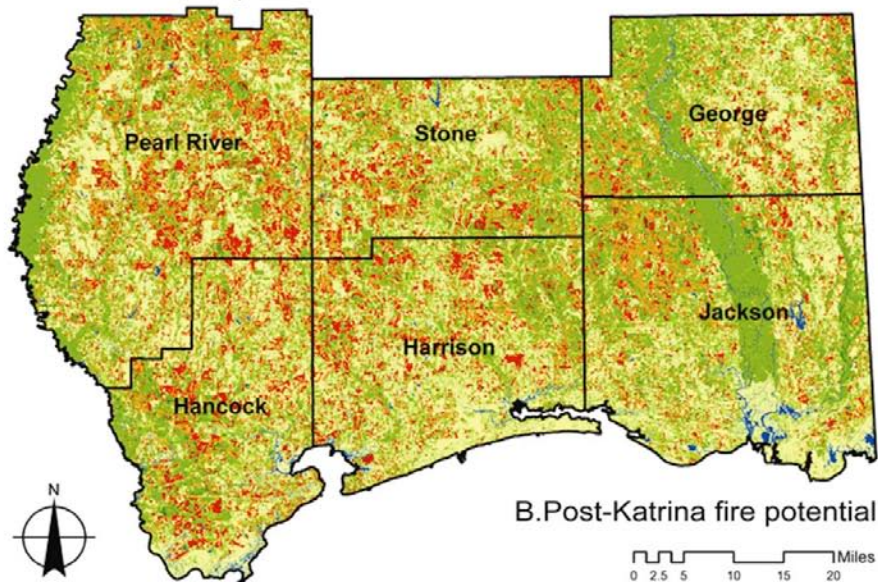 Pearl River
Stone
George
Jackson
Harrison
Hancock
N
B.Post-Katrina fire potential
Miles
0 2.5 5 10 15 20